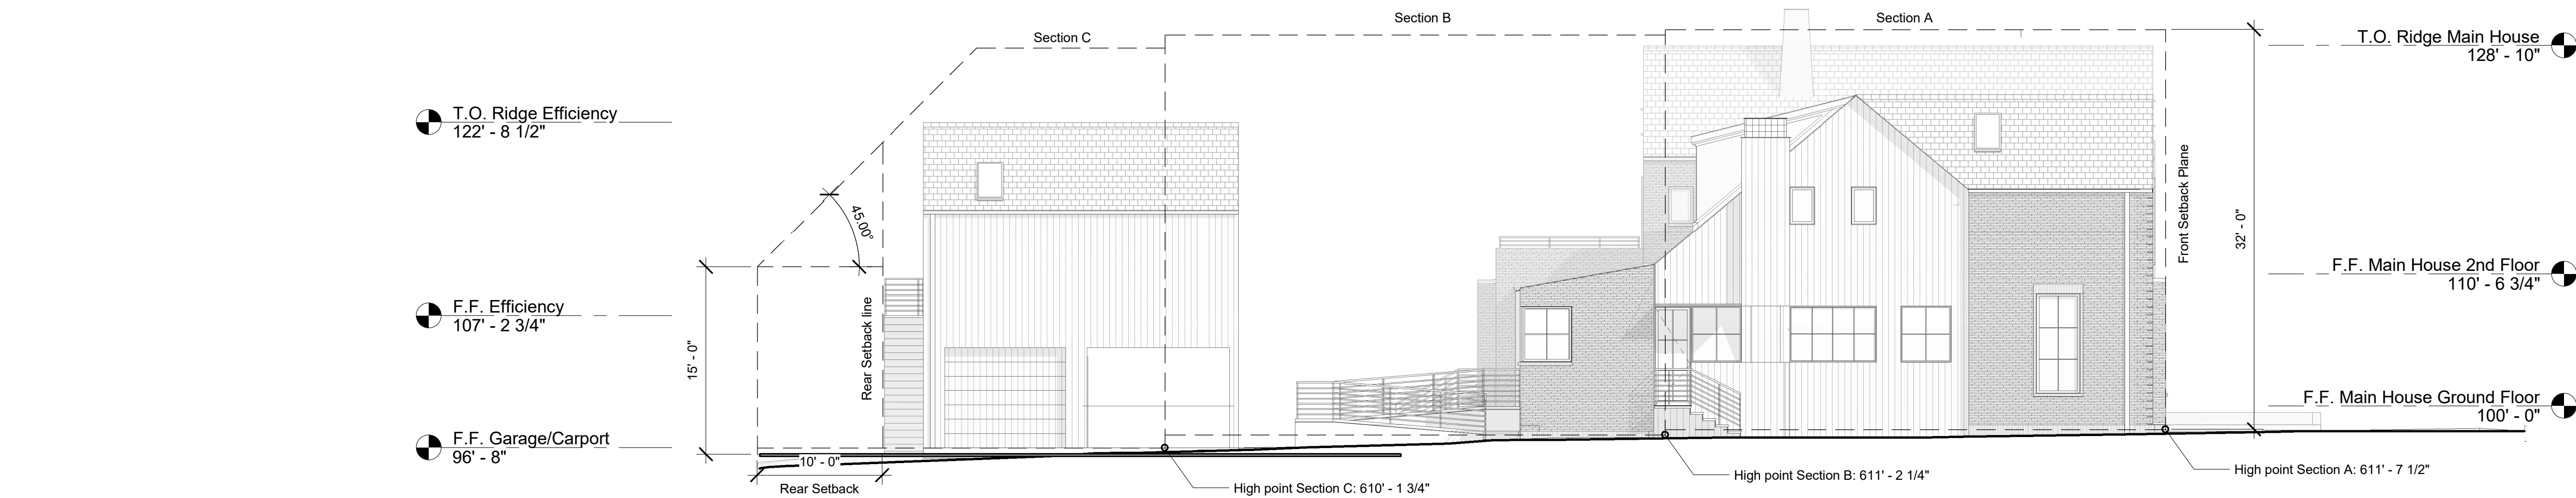 Section C
Section B
Section A
T.O. Ridge Main House
128' - 10"
T.O. Ridge Efficiency
122' - 8 1/2"
45.00°
Front Setback Plane
32' - 0"
F.F. Main House 2nd Floor
110' - 6 3/4"
F.F. Efficiency
107' - 2 3/4"
15' - 0"
Rear Setback line
F.F. Main House Ground Floor
100' - 0"
F.F. Garage/Carport
96' - 8"
10' - 0"
Rear Setback
High point Section C: 610' - 1 3/4"
High point Section B: 611' - 2 1/4"
High point Section A: 611' - 7 1/2"